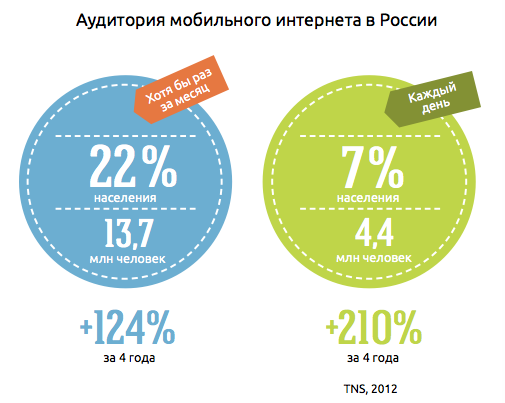 Аудитория мобильного интернета в России
Хотя бы раз
за месяц
22%
населения
13,7
млн человек
+124%
за 4 года
Каждый
день
7%
населения
4,4
млн человек
+210%
за 4 года
TNS, 2012